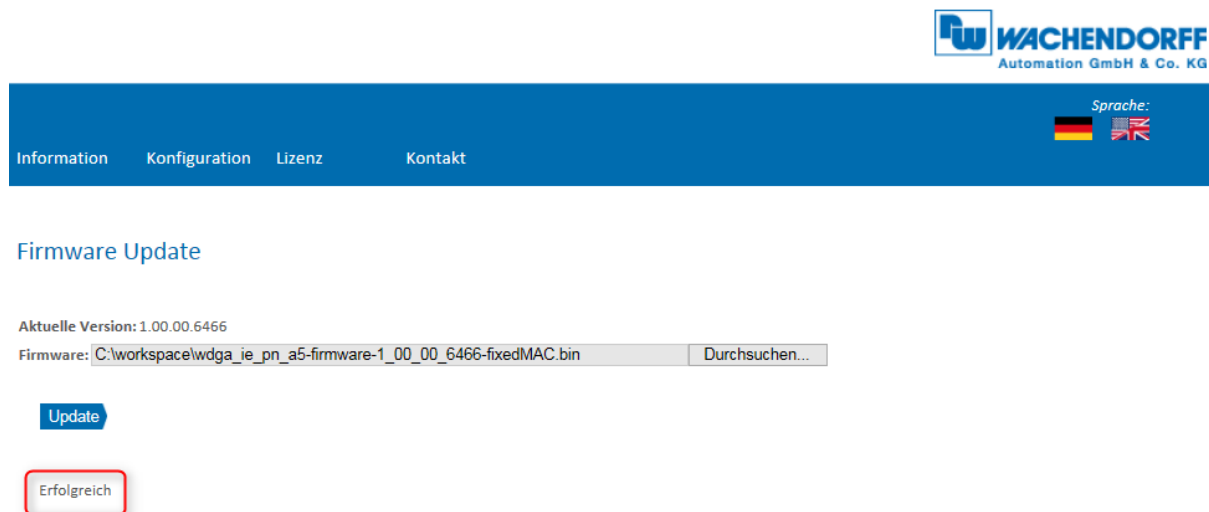 WACHENDORFF
Automation GmbH & Co. KG
Sprache:
Information Konfiguration Lizenz Kontakt
Firmware Update
Aktuelle Version: 1.00.00.6466
Firmware: C:\workspace\wdga_ie_pn_a5-firmware-1_00_00_6466-fixedMAC.bin Durchsuchen...
Update
Erfolgreich